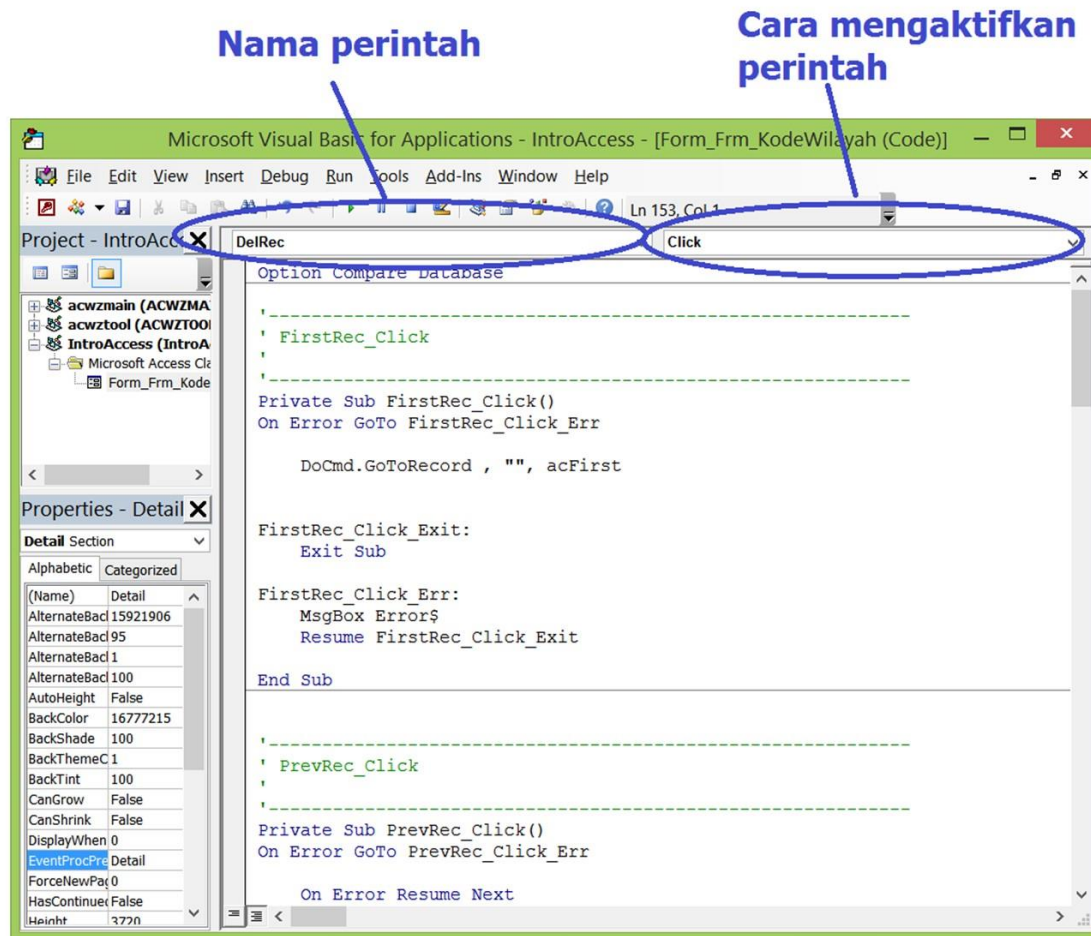 Nama perintah
Cara mengaktifkan
perintah
Microsoft Visual Basic for Applications - IntroAccess - [Form_Frm_KodeWilayah (Code)]
File Edit View Insert Debug Run Tools Add-Ins Window Help
Ln 153, Col 1
Project - IntroAcc
acwzmain (ACWZMA
acwztool (ACWZTOOL
IntroAccess (IntroA
Microsoft Access Cla
Form_Frm_Kode
Properties - Detail
Detail Section
Alphabetic Categorized
(Name) Detail
AlternateBacl 15921906
AlternateBacl 95
AlternateBacl 1
AlternateBacl 100
AutoHeight False
BackColor 16777215
BackShade 100
BackThemeC 1
BackTint 100
CanGrow False
CanShrink False
DisplayWhen 0
EventProcPre Detail
ForceNewPag 0
HasContinued False
Height 3720
DelRec Click
Option Compare Database
'------------------------------------------------------------
' FirstRec_Click
'
'------------------------------------------------------------
Private Sub FirstRec_Click()
On Error GoTo FirstRec_Click_Err
DoCmd.GoToRecord , "", acFirst
FirstRec_Click_Exit:
Exit Sub
FirstRec_Click_Err:
MsgBox Error$
Resume FirstRec_Click_Exit
End Sub
'------------------------------------------------------------
' PrevRec_Click
'
'------------------------------------------------------------
Private Sub PrevRec_Click()
On Error GoTo PrevRec_Click_Err
On Error Resume Next